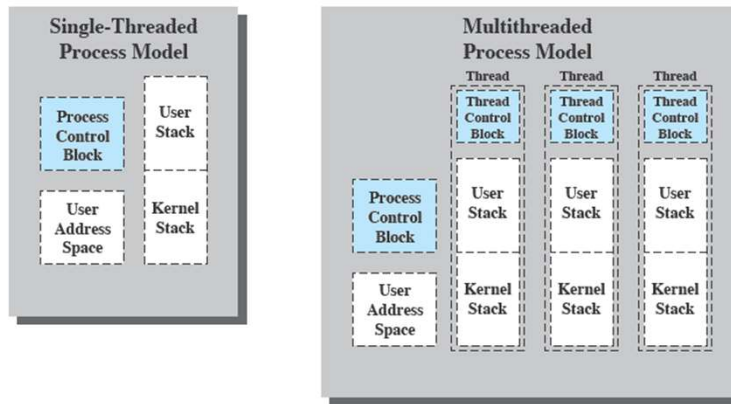 Single-Threaded
Process Model
Process
Control
Block
User
Address
Space
User
Stack
Kernel
Stack
Multithreaded
Process Model
Process
Control
Block
User
Address
Space
Thread
Thread
Control
Block
User
Stack
Kernel
Stack
Thread
Thread
Control
Block
User
Stack
Kernel
Stack
Thread
Thread
Control
Block
User
Stack
Kernel
Stack